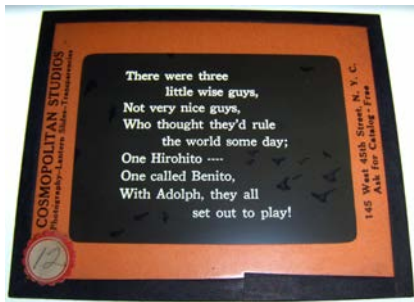 There were three
little wise guys,
Not very nice guys,
Who thought they'd rule
the world some day;
One Hirohito ----
One called Benito,
With Adolph, they all
set out to play!
COSMOPOLITAN STUDIOS
Photography-Lantern Slides-Transparencies
145 West 45th Street, N. Y. C.
Ask for Catalog - Free
12